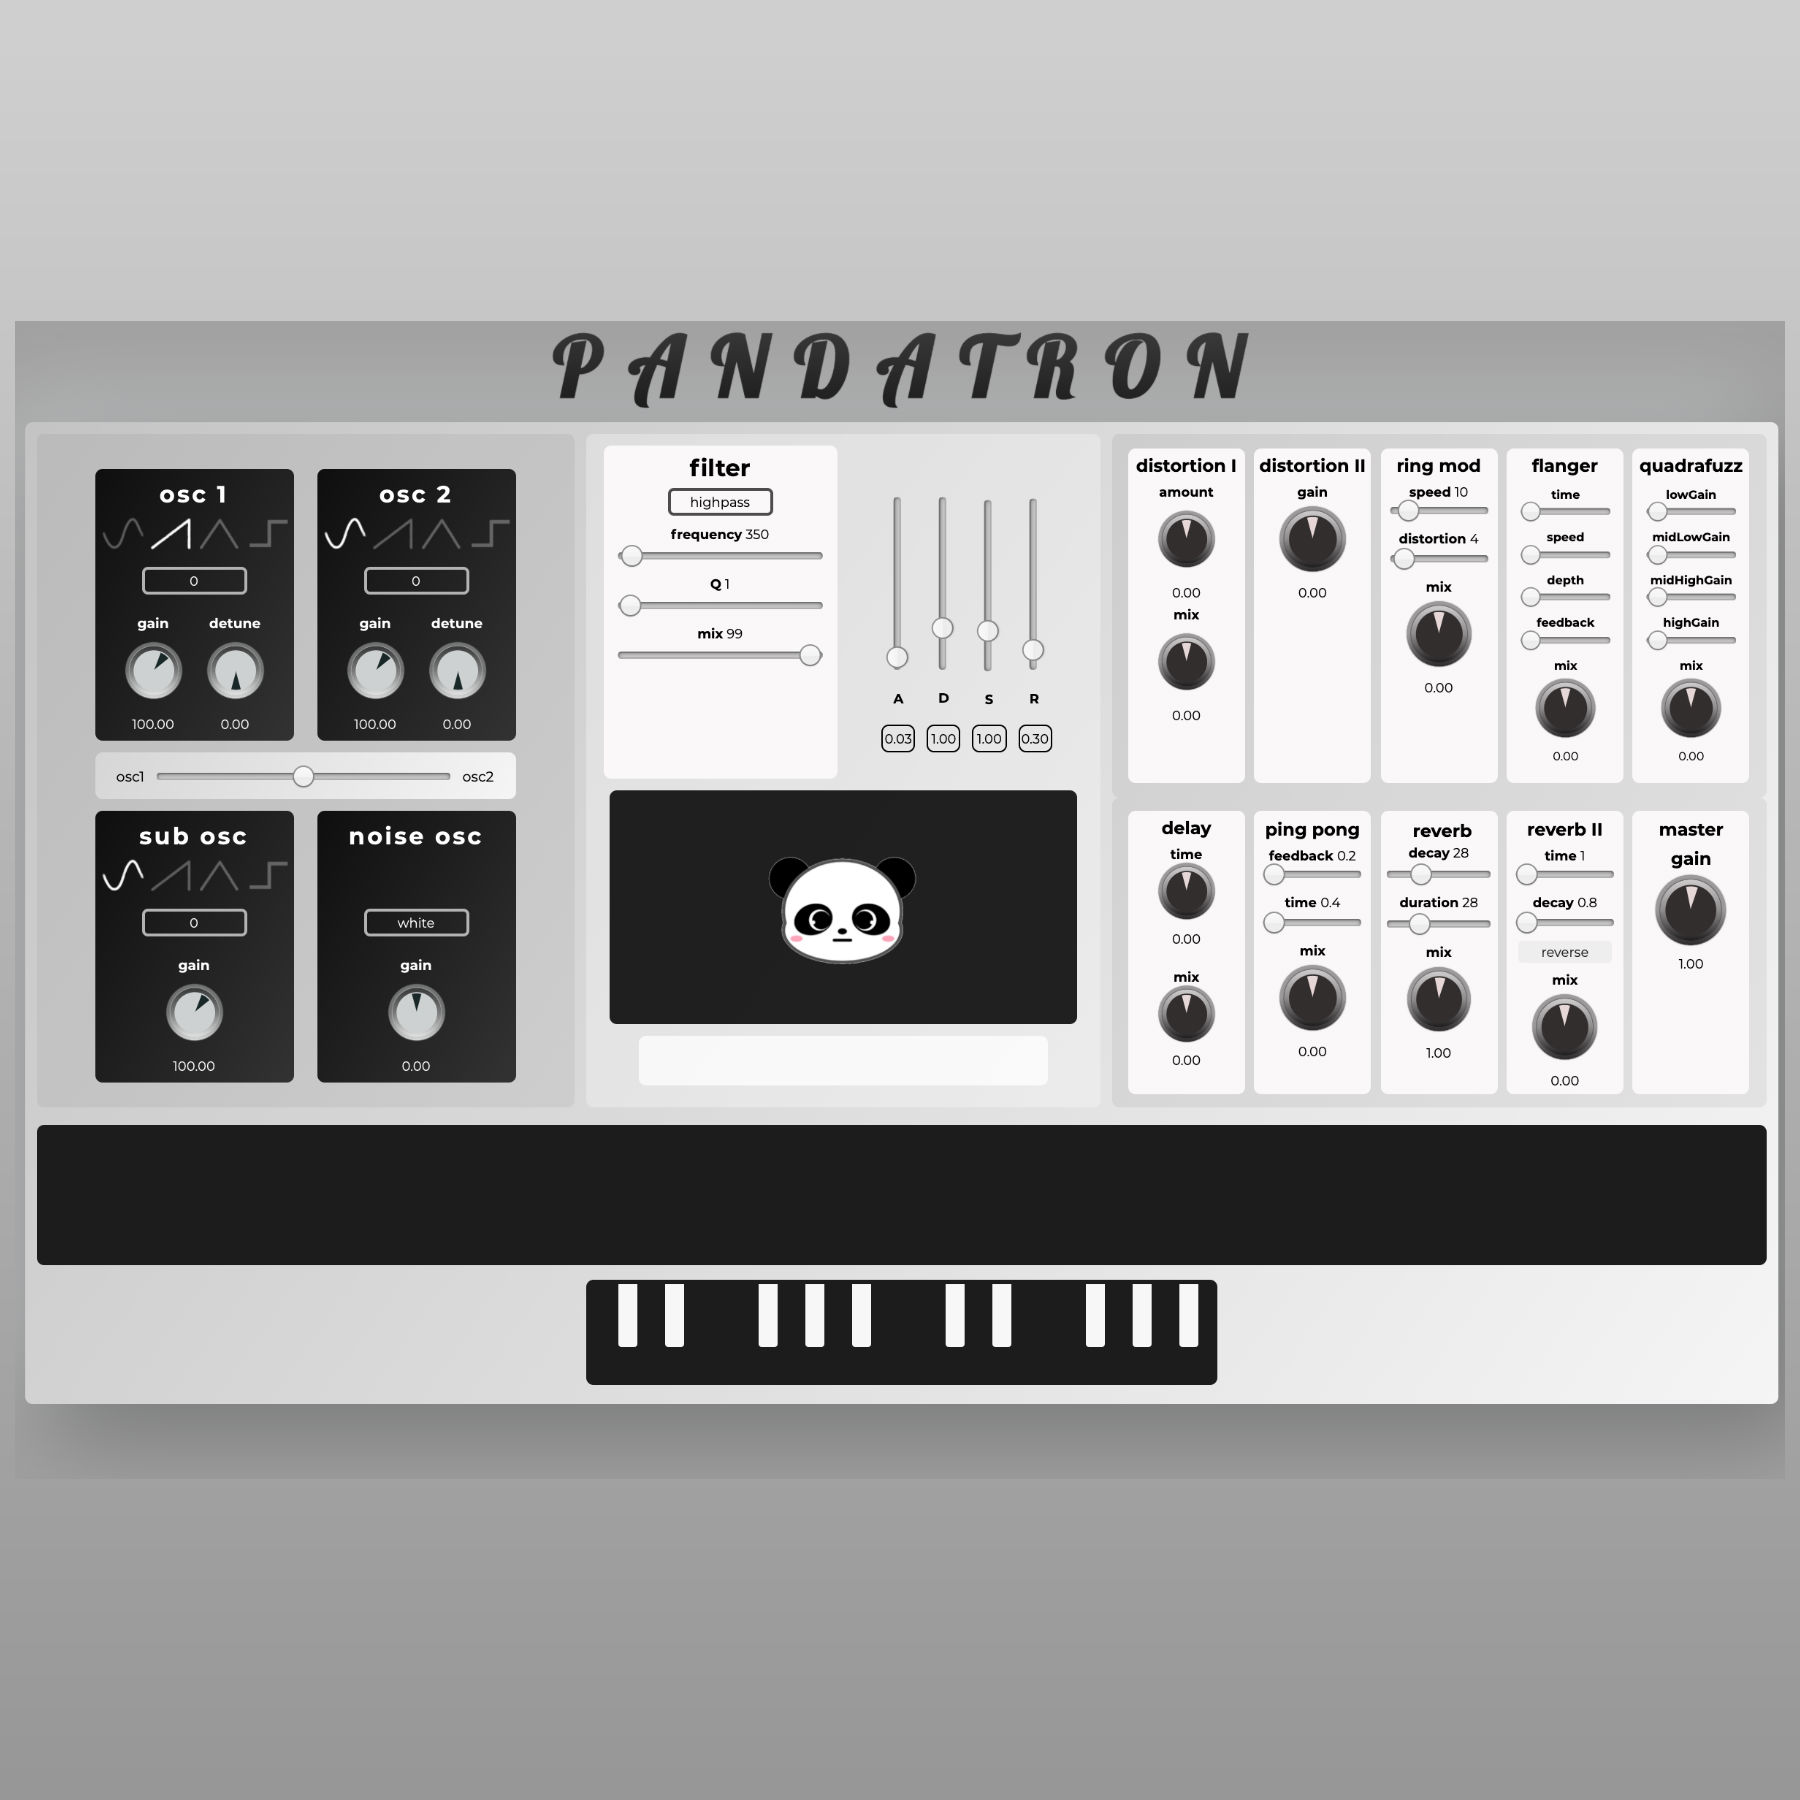 PANDATRON
osc 1
0
gain detune
100.00 0.00
osc 2
0
gain detune
100.00 0.00
osc1 osc2
sub osc
0
gain
100.00
noise osc
white
gain
0.00
filter
highpass
frequency 350
Q 1
mix 99
A D S R
0.03 1.00 1.00 0.30
distortion I
amount
0.00
mix
0.00
distortion II
gain
0.00
ring mod
speed 10
distortion 4
mix
0.00
flanger
time
speed
depth
feedback
mix
0.00
quadrafuzz
lowGain
midLowGain
midHighGain
highGain
mix
0.00
delay
time
0.00
mix
0.00
ping pong
feedback 0.2
time 0.4
mix
0.00
reverb
decay 28
duration 28
mix
1.00
reverb II
time 1
decay 0.8
reverse
mix
0.00
master
gain
1.00